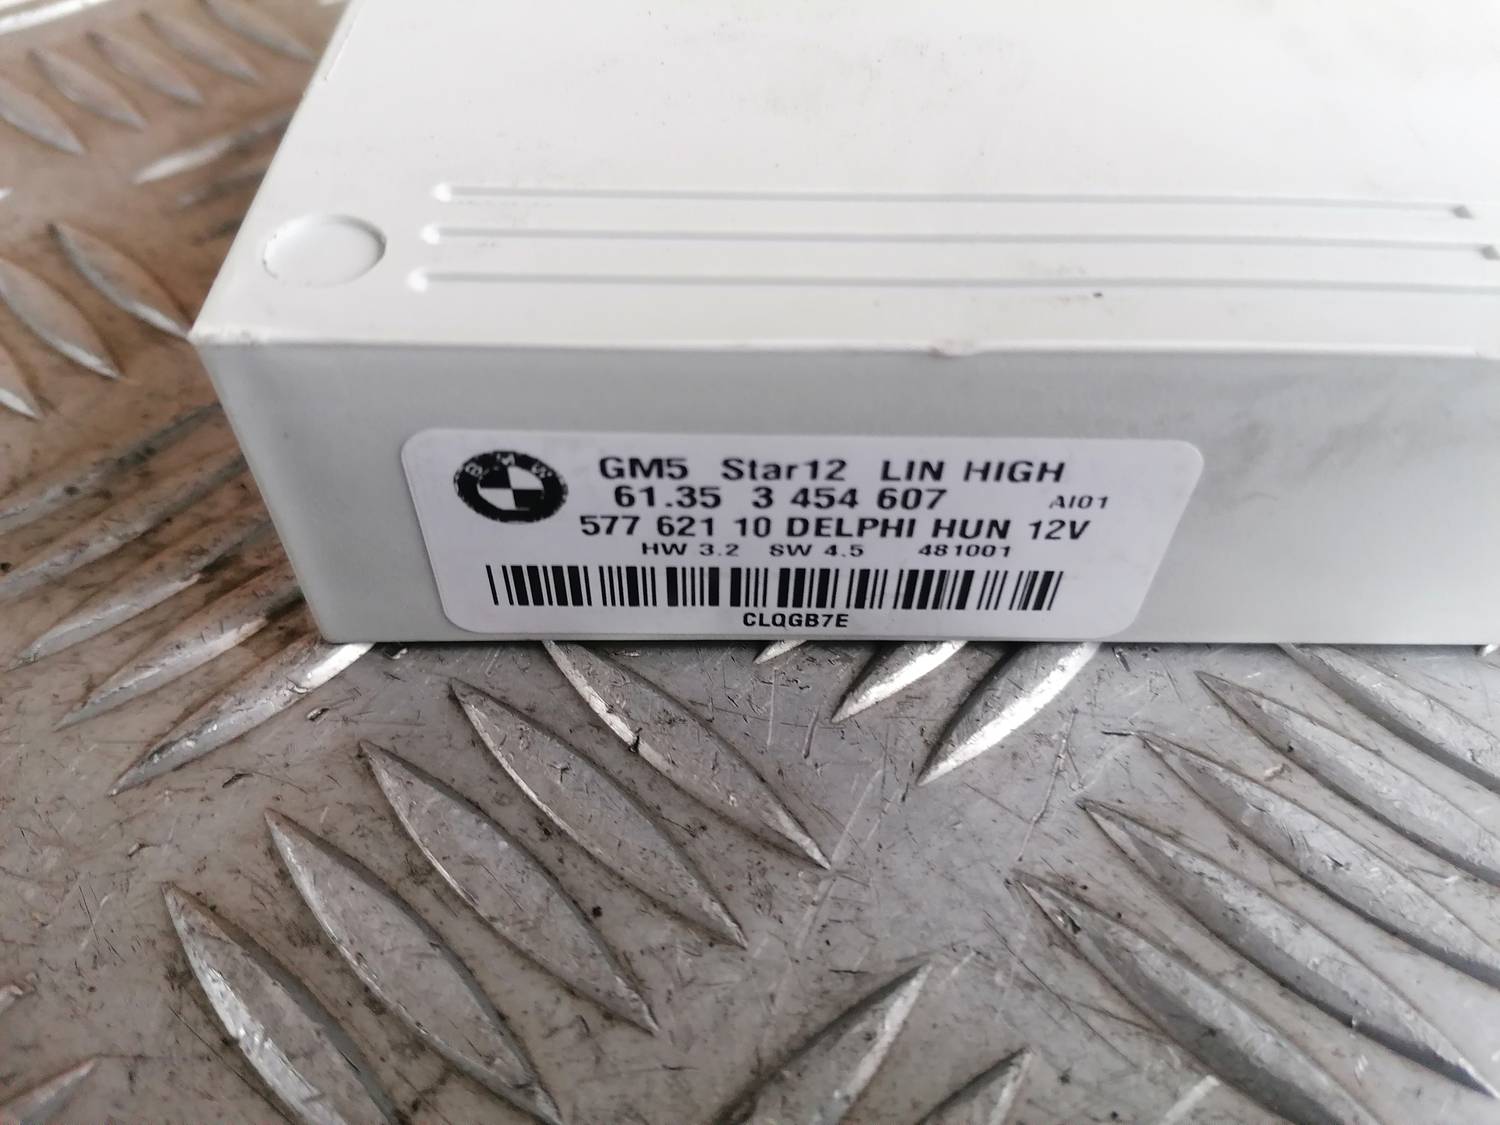 BMW
GM5 Star12 LIN HIGH
61.35 3 454 607 AI01
577 621 10 DELPHI HUN 12V
HW 3.2 SW 4.5 481001
CLQGB7E